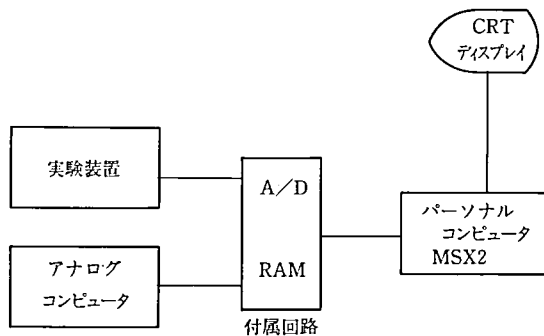 CRT
ディスプレイ
実験装置
A/D
パーソナル
コンピュータ
MSX2
アナログ
コンピュータ
RAM
付属回路